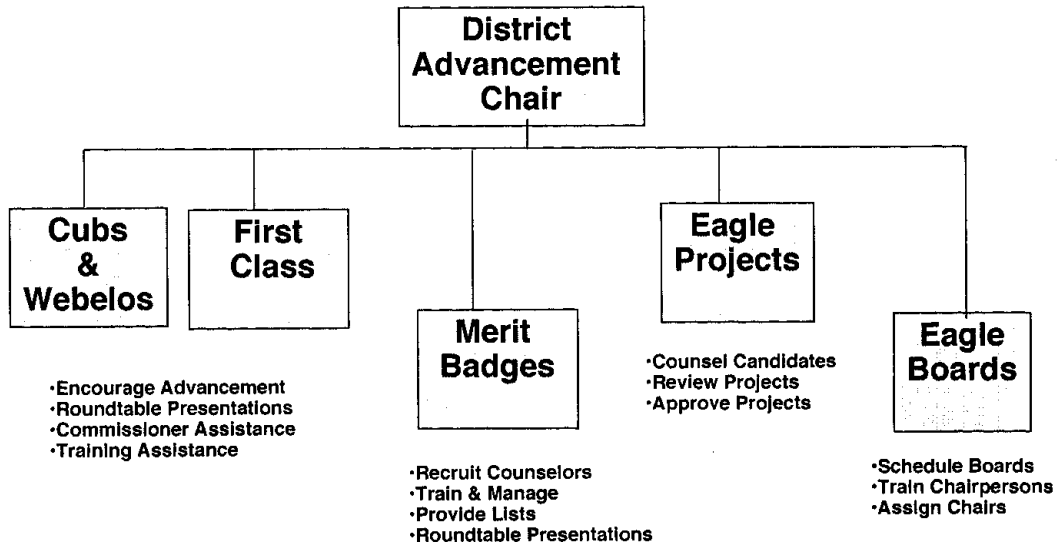 District
Advancement
Chair
Cubs
&
Webelos
First
Class
Merit
Badges
Eagle
Projects
Eagle
Boards
•Encourage Advancement
•Roundtable Presentations
•Commissioner Assistance
•Training Assistance
•Recruit Counselors
•Train & Manage
•Provide Lists
•Roundtable Presentations
•Counsel Candidates
•Review Projects
•Approve Projects
•Schedule Boards
•Train Chairpersons
•Assign Chairs